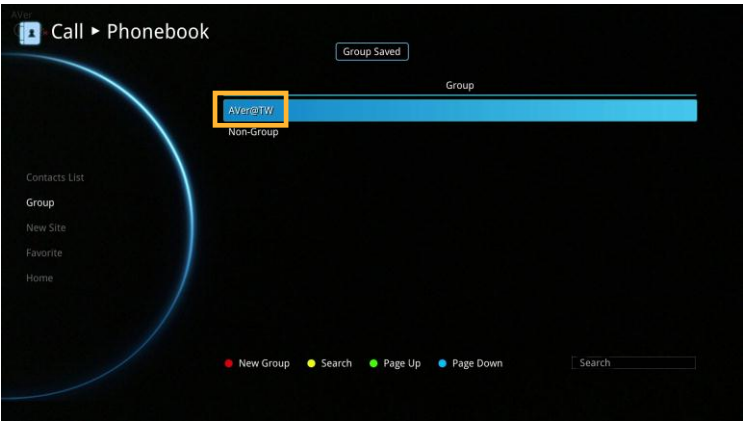 AVer
Call ▸ Phonebook
Group Saved
Group
AVer@TW
Non-Group
Contacts List
Group
New Site
Favorite
Home
New Group Search Page Up Page Down Search